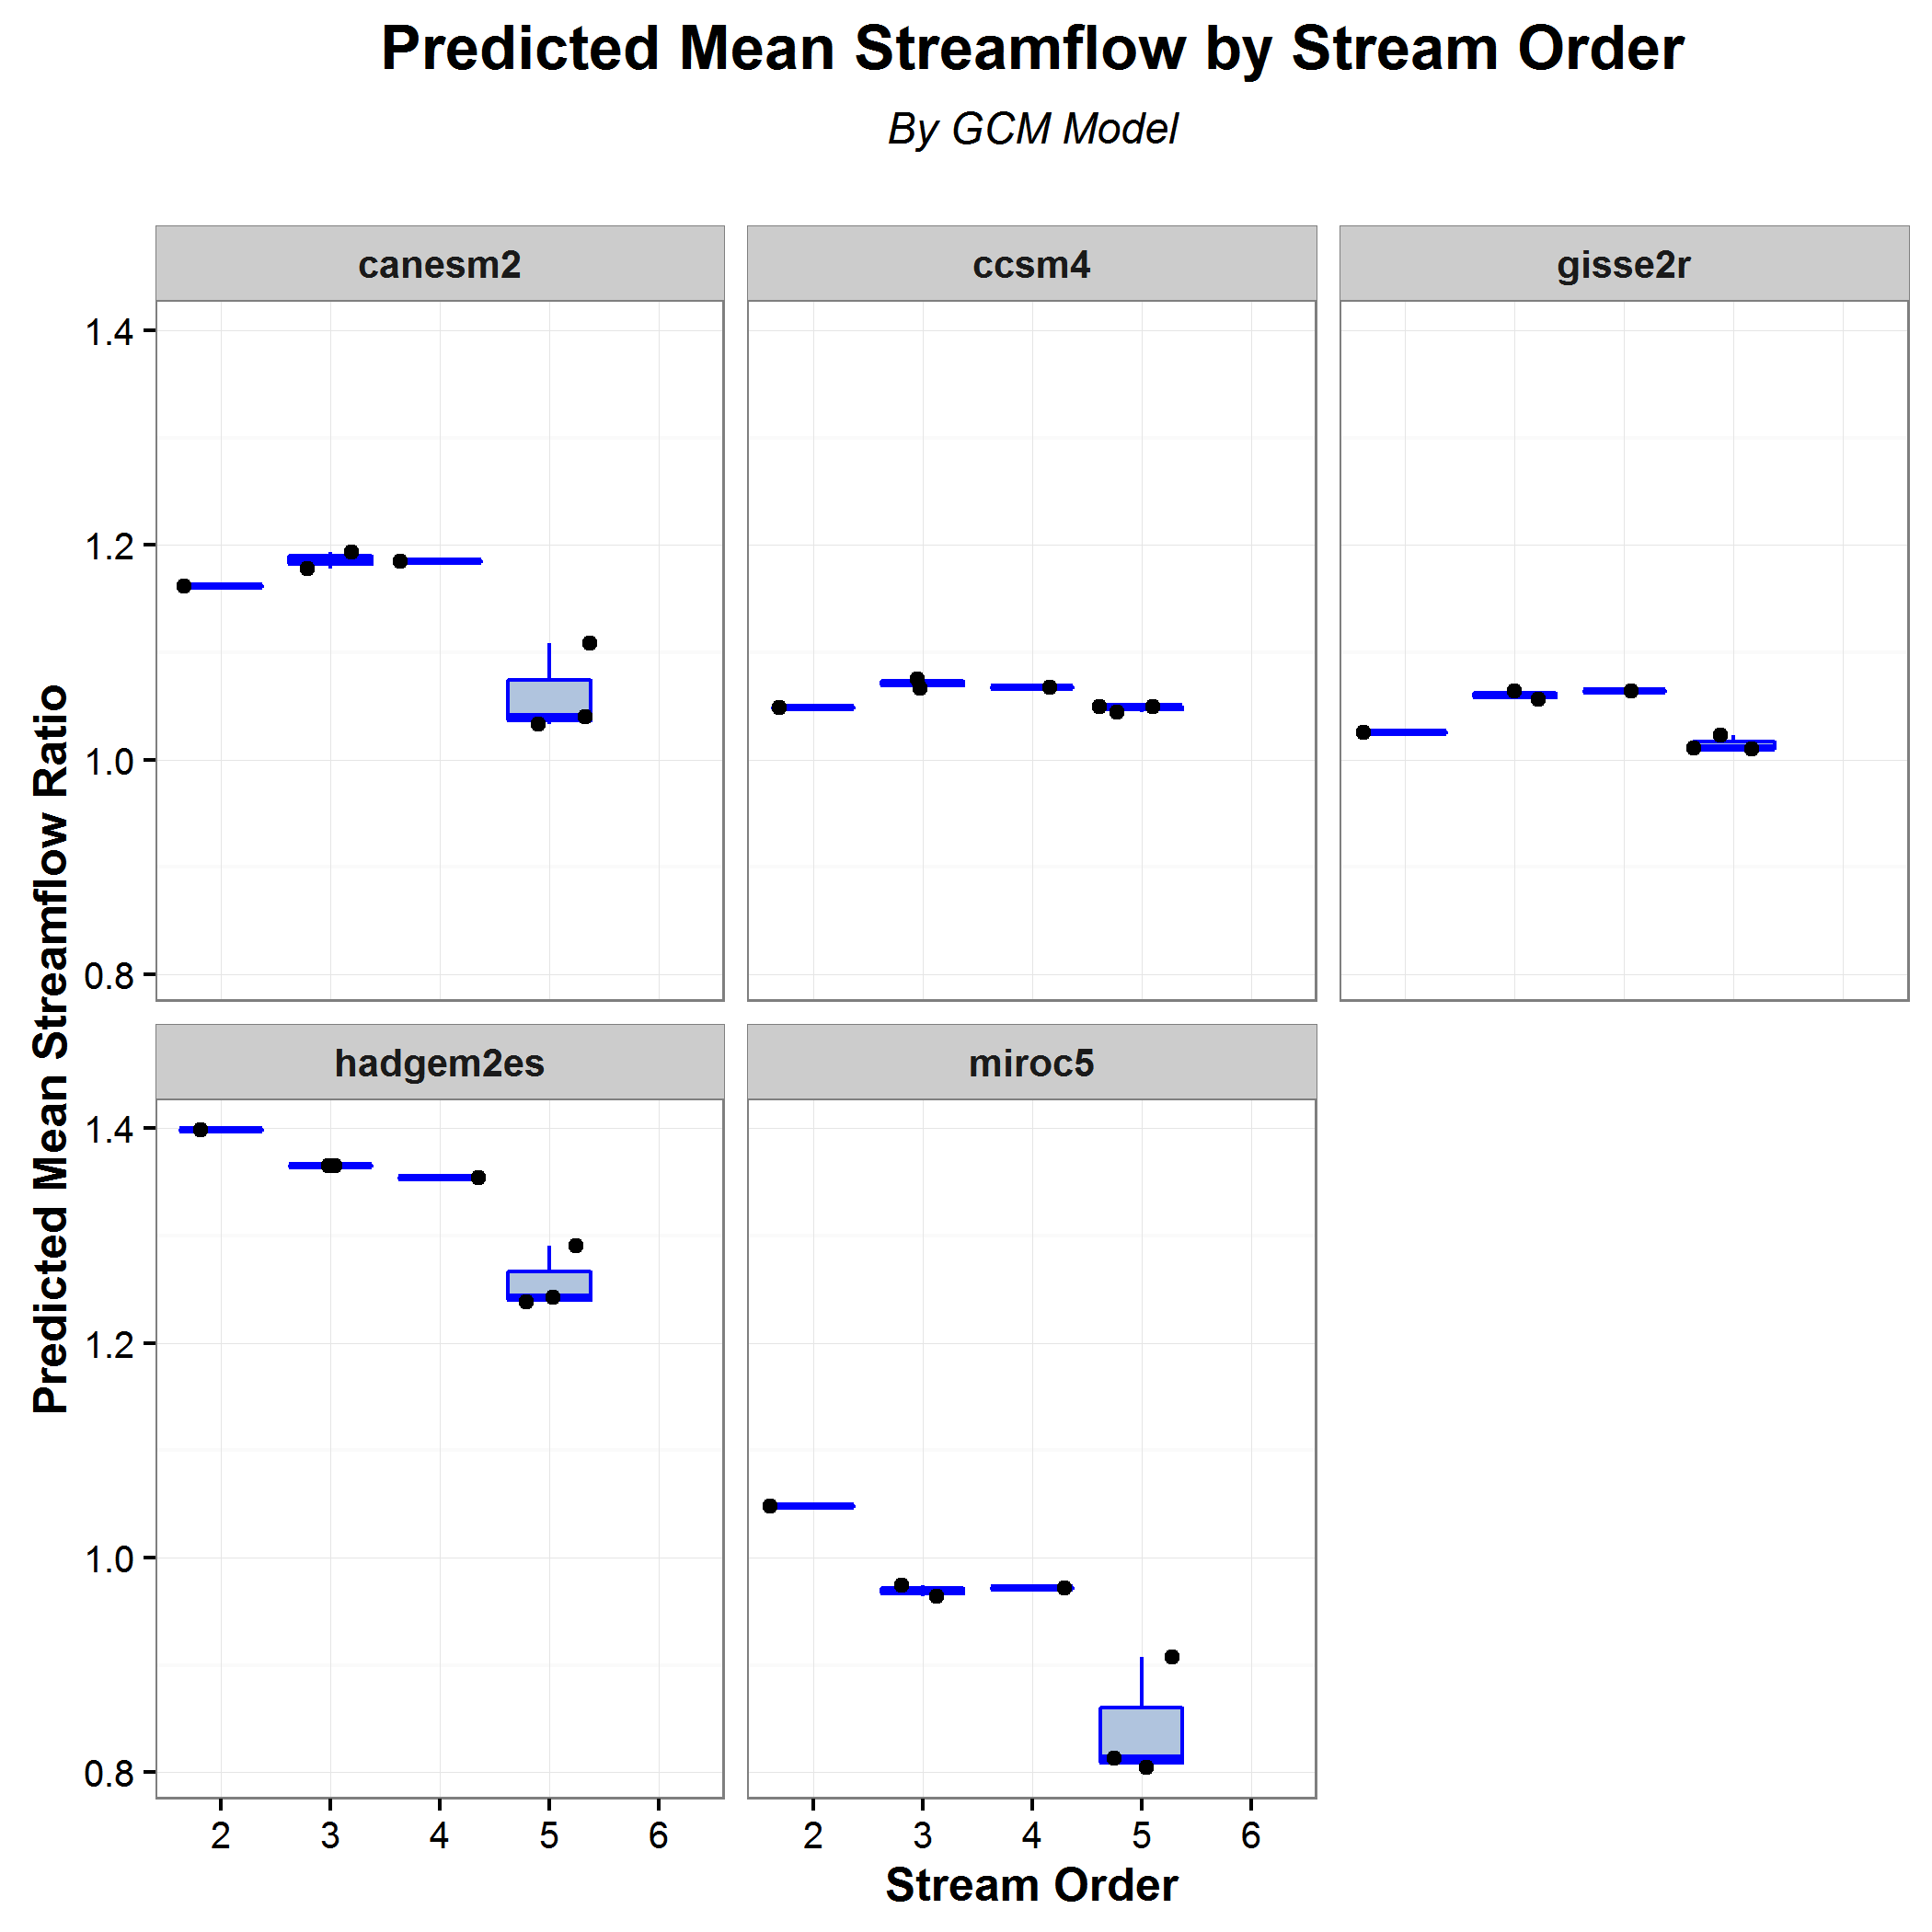 Predicted Mean Streamflow by Stream Order
By GCM Model
canesm2
ccsm4
gisse2r
1.4
1.2
1.0
0.8
hadgem2es
miroc5
1.4
1.2
1.0
0.8
2 3 4 5 6
2 3 4 5 6
Stream Order
Predicted Mean Streamflow Ratio